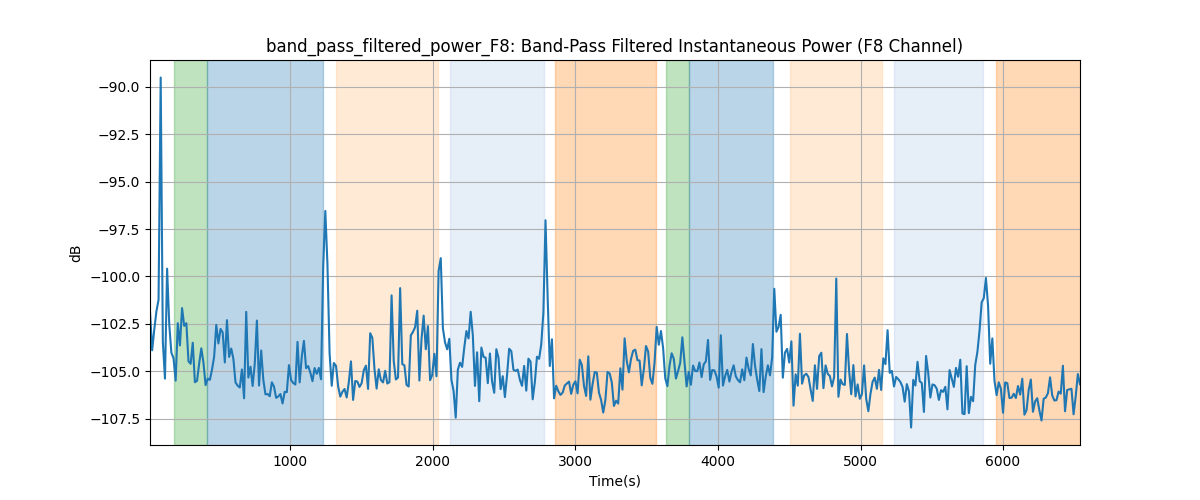 band_pass_filtered_power_F8: Band-Pass Filtered Instantaneous Power (F8 Channel)
−90.0
−92.5
−95.0
−97.5
−100.0
−102.5
−105.0
−107.5
dB
1000 2000 3000 4000 5000 6000
Time(s)